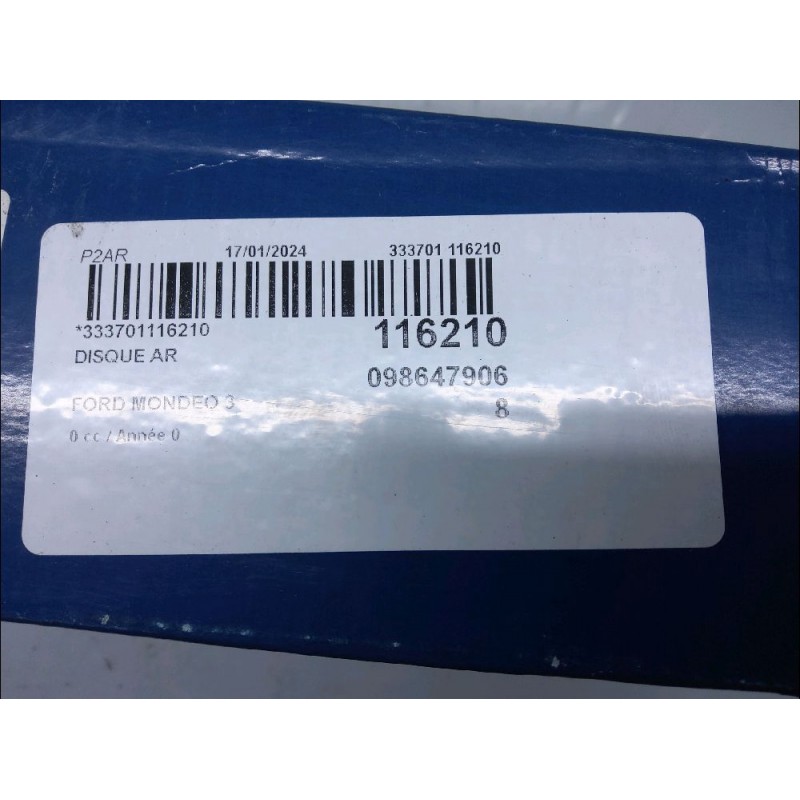 P2AR 17/01/2024 333701 116210
*333701116210 116210
DISQUE AR 098647906
FORD MONDEO 3 8
0 cc / Année 0